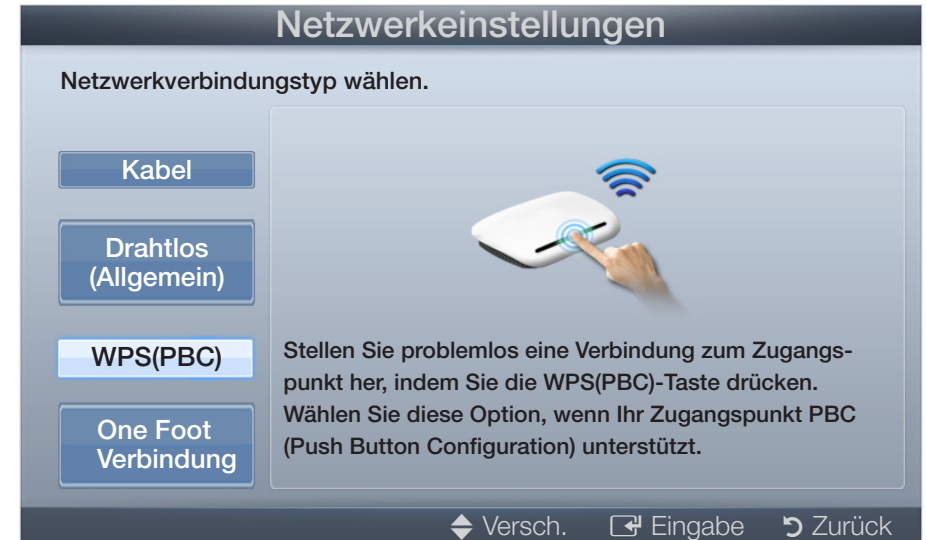 Netzwerkeinstellungen
Netzwerkverbindungstyp wählen.
Kabel
Drahtlos
(Allgemein)
WPS(PBC)
One Foot
Verbindung
Stellen Sie problemlos eine Verbindung zum Zugangs-
punkt her, indem Sie die WPS(PBC)-Taste drücken.
Wählen Sie diese Option, wenn Ihr Zugangspunkt PBC
(Push Button Configuration) unterstützt.
Versch. Eingabe Zurück